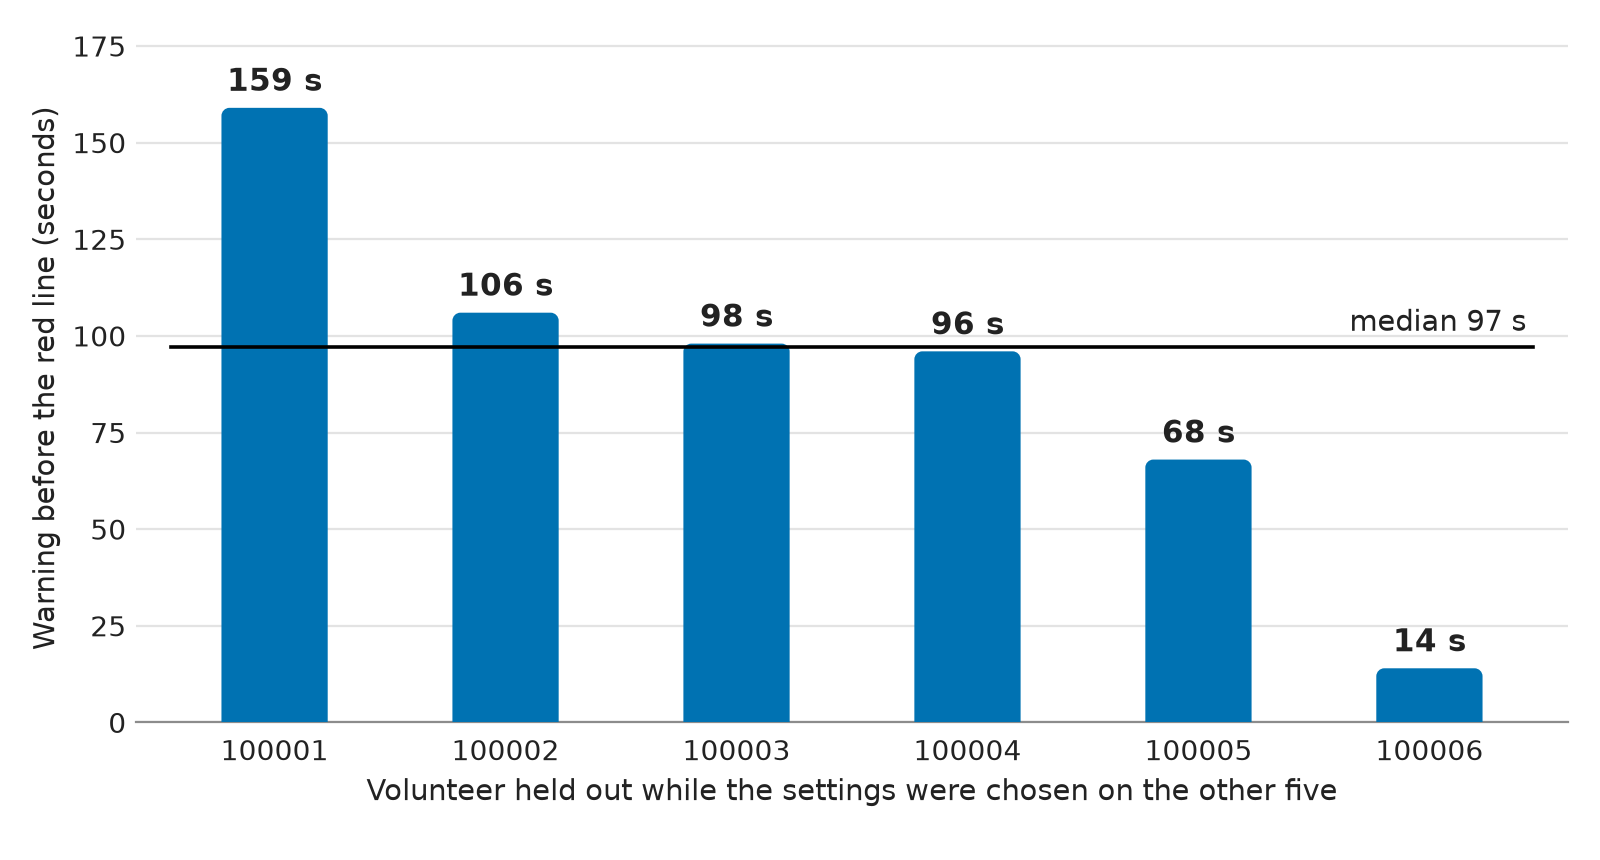 175
159 s
150
125
106 s
98 s
96 s
median 97 s
100
75
68 s
50
25
14 s
0
Warning before the red line (seconds)
100001 100002 100003 100004 100005 100006
Volunteer held out while the settings were chosen on the other five